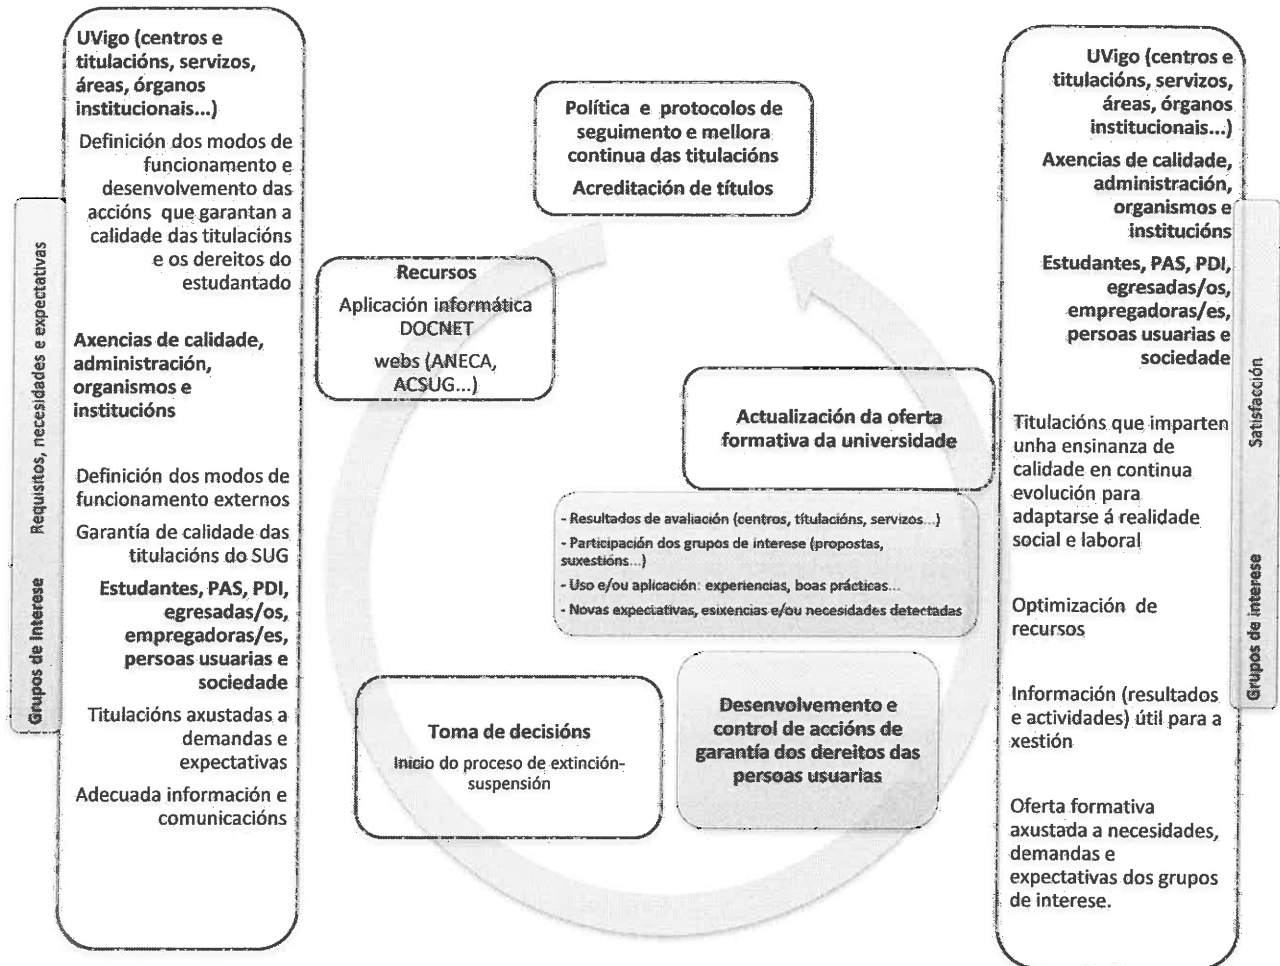 UVigo (centros e
titulacións, servizos,
áreas, órganos
institucionais...)
Definición dos modos de
funcionamento e
desenvolvemento das
accións que garantan a
calidade das titulacións
e os dereitos do
estudantado
Axencias de calidade,
administración,
organismos e
institucións
Definición dos modos de
funcionamento externos
Garantía de calidade das
titulacións do SUG
Estudantes, PAS, PDI,
egresadas/os,
empregadoras/es,
persoas usuarias e
sociedade
Titulacións axustadas a
demandas e
expectativas
Adecuada información e
comunicacións
Grupos de interese Requisitos, necesidades e expectativas
Política e protocolos de
seguimento e mellora
continua das titulacións
Acreditación de títulos
Recursos
Aplicación informática
DOCNET
webs (ANECA,
ACSUG...)
Actualización da oferta
formativa da universidade
- Resultados de avaliación (centros, titulacións, servizos...)
- Participación dos grupos de interese (propostas,
suxestións...)
- Uso e/ou aplicación: experiencias, boas prácticas...
- Novas expectativas, esixencias e/ou necesidades detectadas
Toma de decisións
Inicio do proceso de extinción-
suspensión
Desenvolvemento e
control de accións de
garantía dos dereitos das
persoas usuarias
UVigo (centros e
titulacións, servizos,
áreas, órganos
institucionais...)
Axencias de calidade,
administración,
organismos e
institucións
Estudantes, PAS, PDI,
egresadas/os,
empregadoras/es,
persoas usuarias e
sociedade
Titulacións que imparten
unha ensinanza de
calidade en continua
evolución para
adaptarse á realidade
social e laboral
Optimización de
recursos
Información (resultados
e actividades) útil para a
xestión
Oferta formativa
axustada a necesidades,
demandas e
expectativas dos grupos
de interese.
Grupos de interese Satisfacción